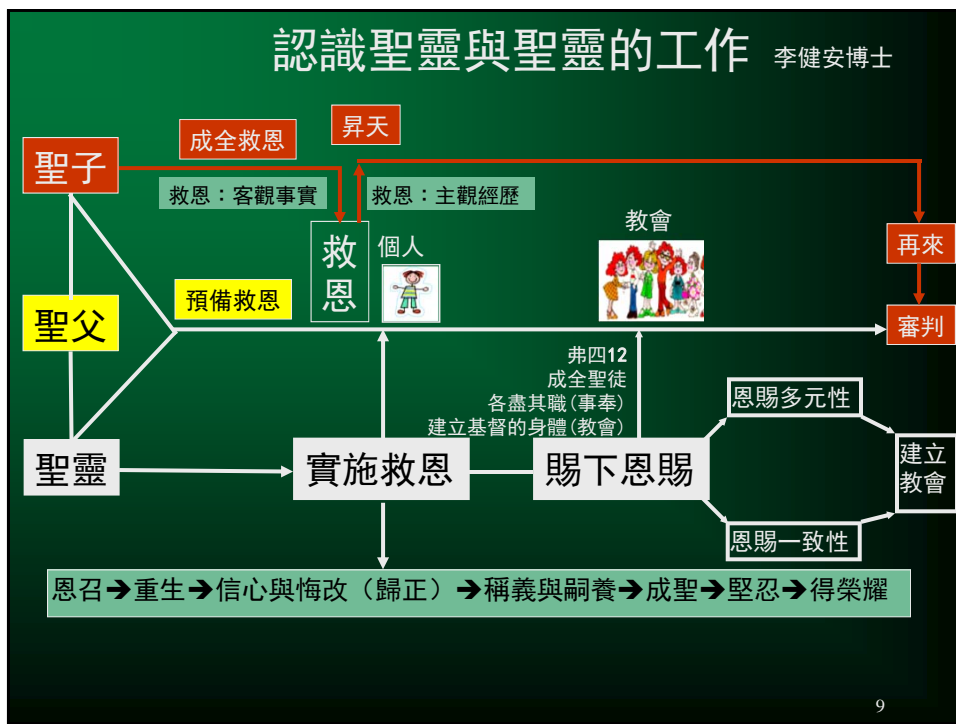 認識聖靈與聖靈的工作 李健安博士
昇天
成全救恩
聖子
救恩：客觀事實
救恩：主觀經歷
教會
救
恩
個人
再來
預備救恩
聖父
審判
弗四12
成全聖徒
各盡其職(事奉)
建立基督的身體(教會)
恩賜多元性
聖靈
實施救恩
賜下恩賜
建立
教會
恩賜一致性
恩召➔重生➔信心與悔改（歸正）➔稱義與嗣養➔成聖➔堅忍➔得榮耀
9